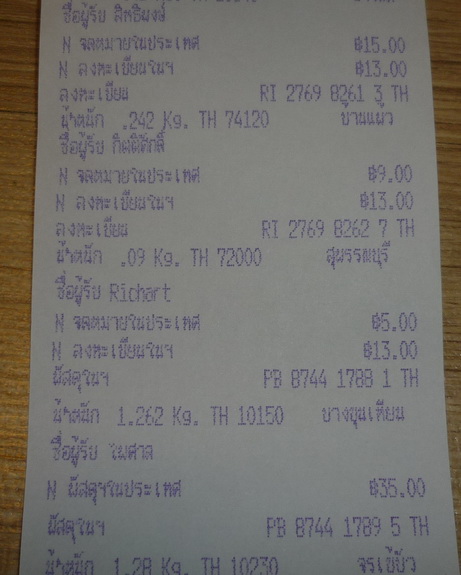 ชื่อผู้รับ สิทธิพงษ์
N จดหมายในประเทศ ฿15.00
N ลงทะเบียนในฯ ฿13.00
ลงทะเบียน RI 2769 8261 3 TH
น้ำหนัก .242 Kg. TH 74120 บ้านแพ้ว
ชื่อผู้รับ กิตติศักดิ์
N จดหมายในประเทศ ฿9.00
N ลงทะเบียนในฯ ฿13.00
ลงทะเบียน RI 2769 8262 7 TH
น้ำหนัก .09 Kg. TH 72000 สุพรรณบุรี
ชื่อผู้รับ Richart
N จดหมายในประเทศ ฿5.00
N ลงทะเบียนในฯ ฿13.00
พัสดุในฯ PB 8744 1788 1 TH
น้ำหนัก 1.262 Kg. TH 10150 บางขุนเทียน
ชื่อผู้รับ ไพศาล
N พัสดุฯในประเทศ ฿35.00
พัสดุในฯ PB 8744 1789 5 TH
น้ำหนัก 1.28 Kg. TH 10230 จรเข้บัว